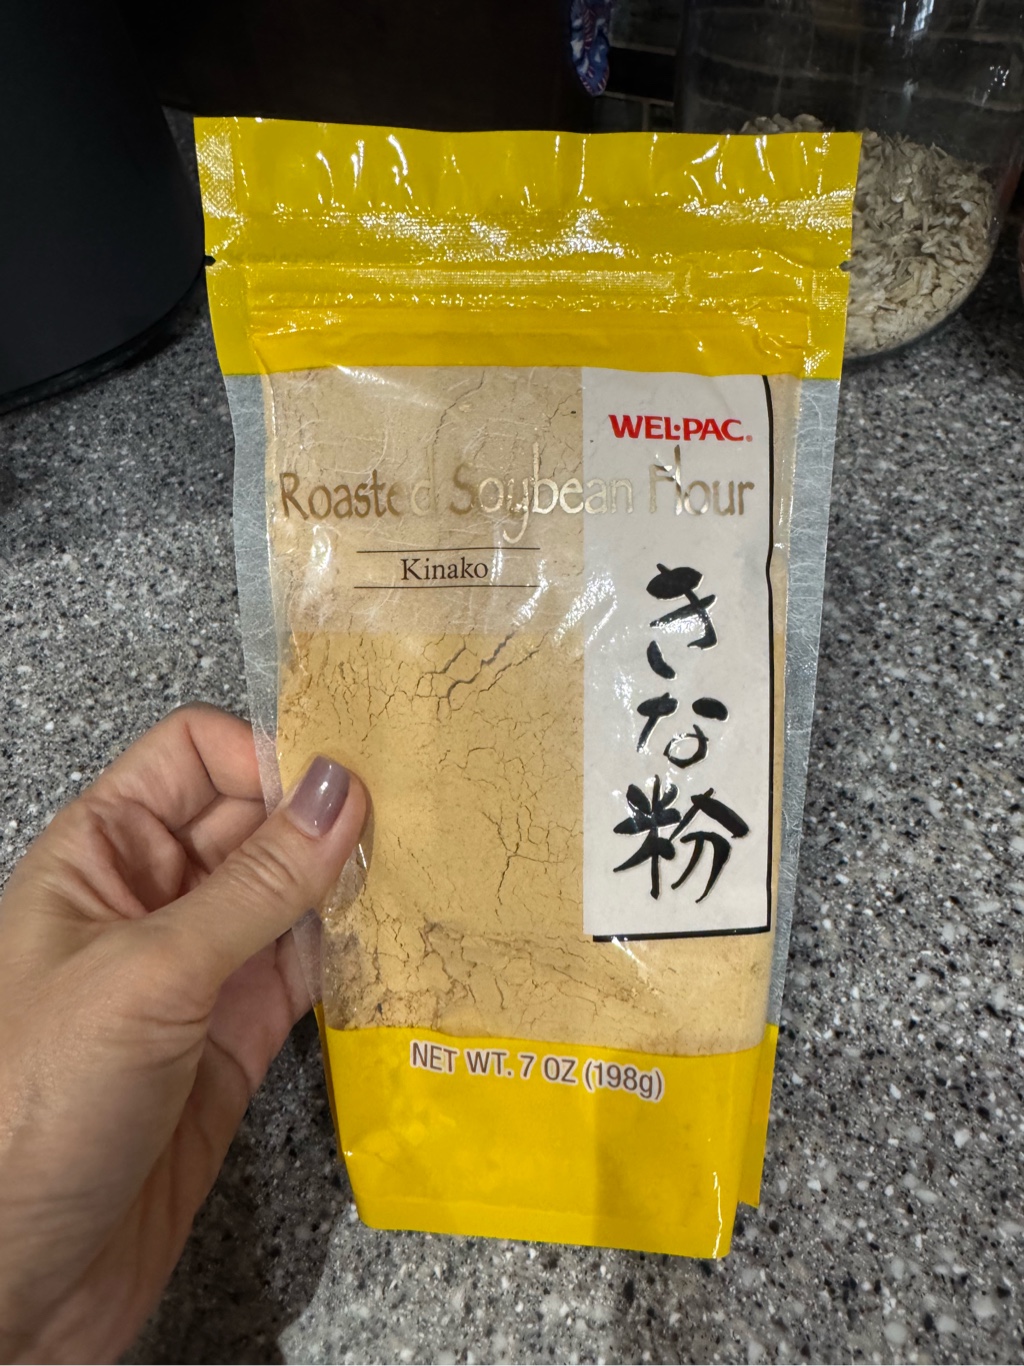 WEL·PAC®
Roasted Soybean Flour
Kinako
きな粉
NET WT. 7 OZ (198g)